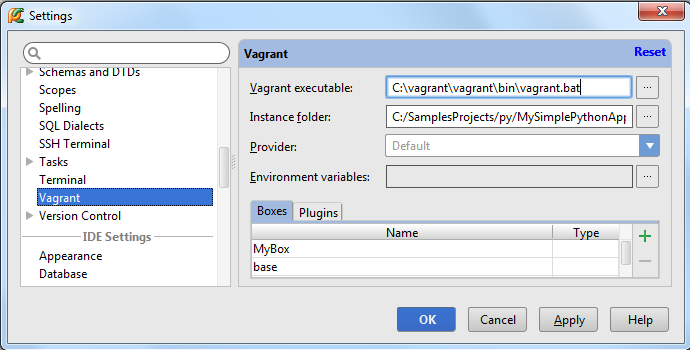 Settings
Schemas and DTDs
Scopes
Spelling
SQL Dialects
SSH Terminal
Tasks
Terminal
Vagrant
Version Control
IDE Settings
Appearance
Database
Vagrant
Reset
Vagrant executable:
C:\vagrant\vagrant\bin\vagrant.bat
...
Instance folder:
C:/SamplesProjects/py/MySimplePythonApp
...
Provider:
Default
Environment variables:
...
Boxes
Plugins
Name
Type
MyBox
base
OK
Cancel
Apply
Help